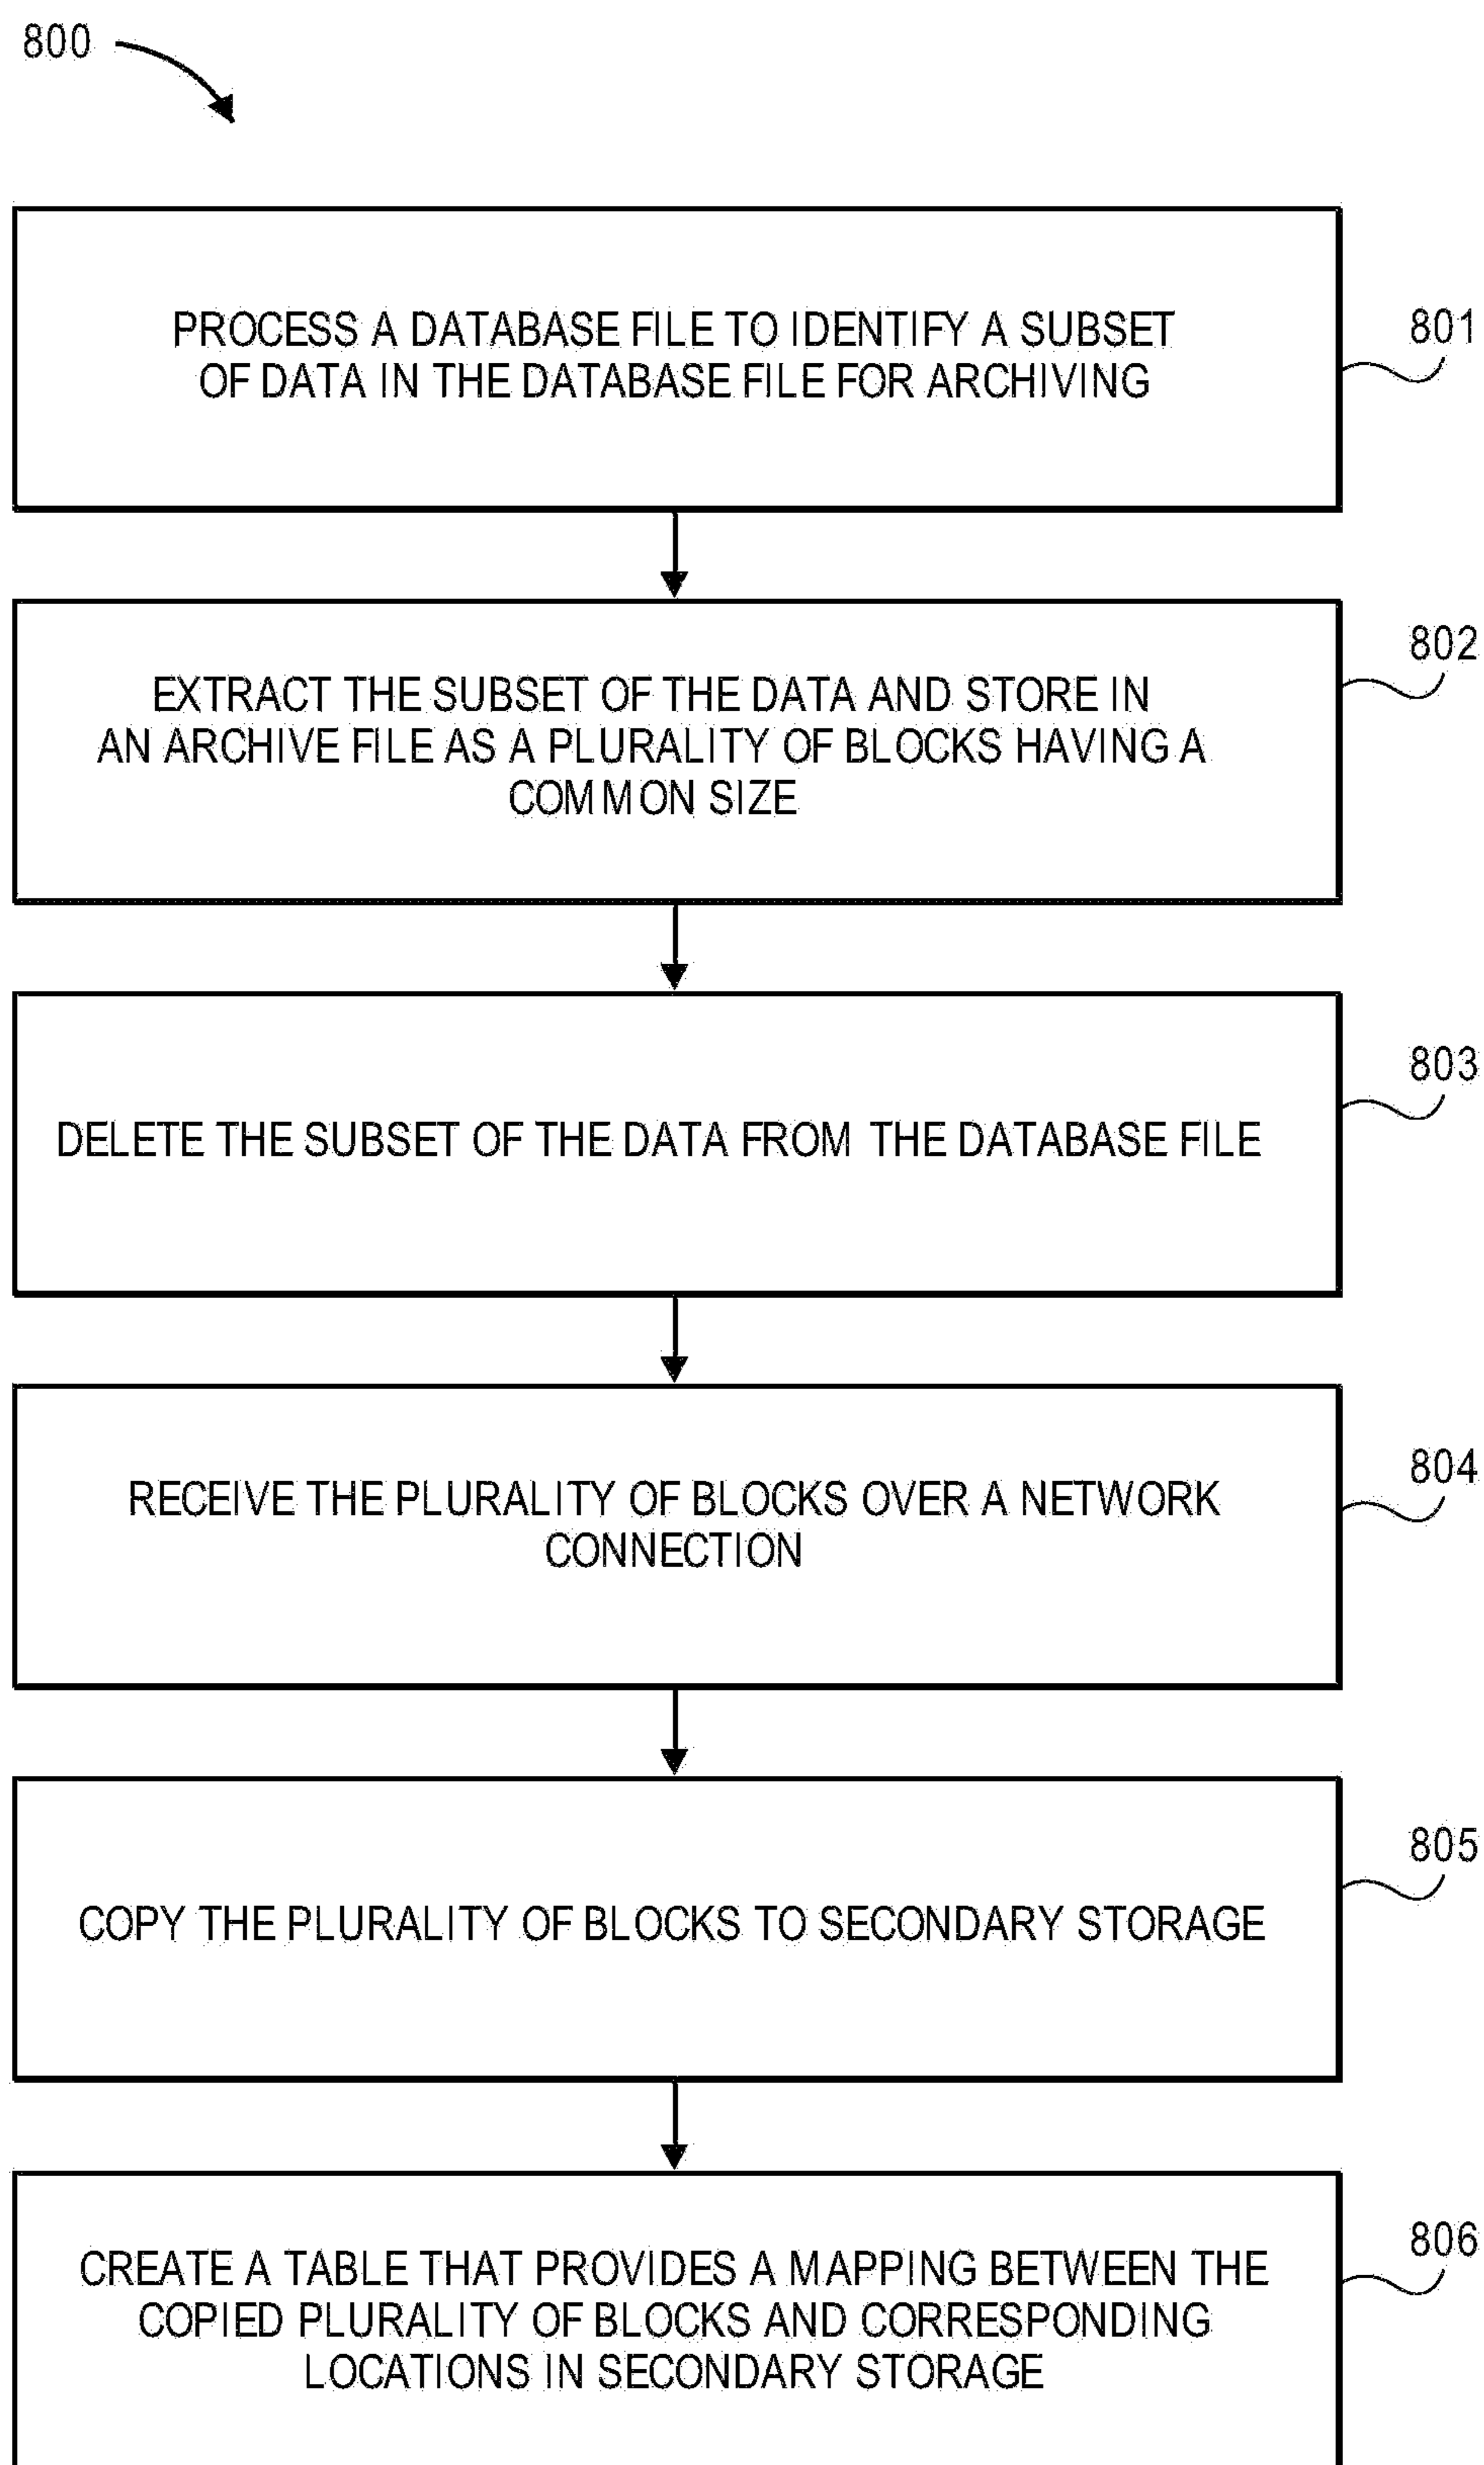 800
PROCESS A DATABASE FILE TO IDENTIFY A SUBSET
OF DATA IN THE DATABASE FILE FOR ARCHIVING
801
EXTRACT THE SUBSET OF THE DATA AND STORE IN
AN ARCHIVE FILE AS A PLURALITY OF BLOCKS HAVING A
COMMON SIZE
802
DELETE THE SUBSET OF THE DATA FROM THE DATABASE FILE
803
RECEIVE THE PLURALITY OF BLOCKS OVER A NETWORK
CONNECTION
804
COPY THE PLURALITY OF BLOCKS TO SECONDARY STORAGE
805
CREATE A TABLE THAT PROVIDES A MAPPING BETWEEN THE
COPIED PLURALITY OF BLOCKS AND CORRESPONDING
LOCATIONS IN SECONDARY STORAGE
806